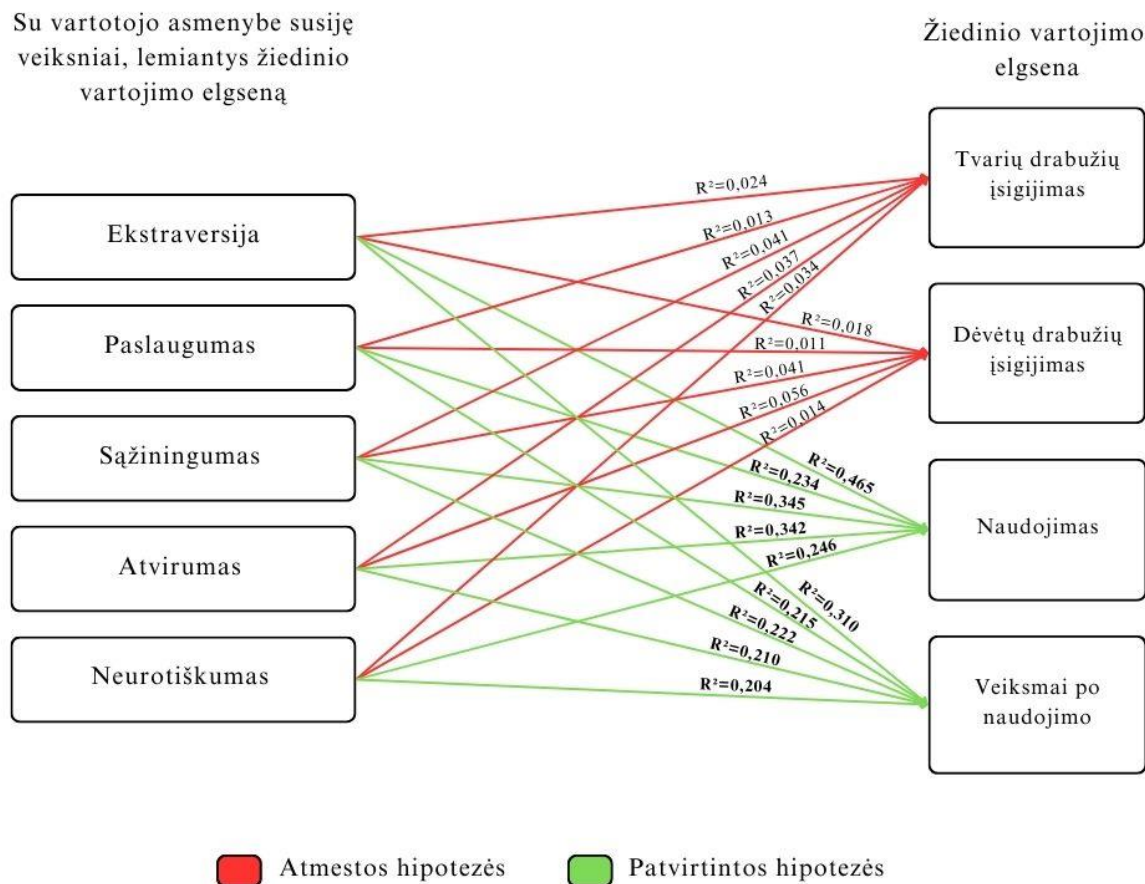 Su vartotojo asmenybe susiję
veiksniai, lemiantys žiedinio
vartojimo elgseną
Žiedinio vartojimo
elgsena
Ekstraversija
Paslaugumas
Sąžiningumas
Atvirumas
Neurotiškumas
R²=0,024
R²=0,013
R²=0,041
R²=0,037
R²=0,034
R²=0,018
R²=0,011
R²=0,041
R²=0,056
R²=0,014
R²=0,465
R²=0,234
R²=0,345
R²=0,342
R²=0,246
R²=0,310
R²=0,215
R²=0,222
R²=0,210
R²=0,204
Tvarių drabužių
įsigijimas
Dėvėtų drabužių
įsigijimas
Naudojimas
Veiksmai po
naudojimo
Atmestos hipotezės
Patvirtintos hipotezės